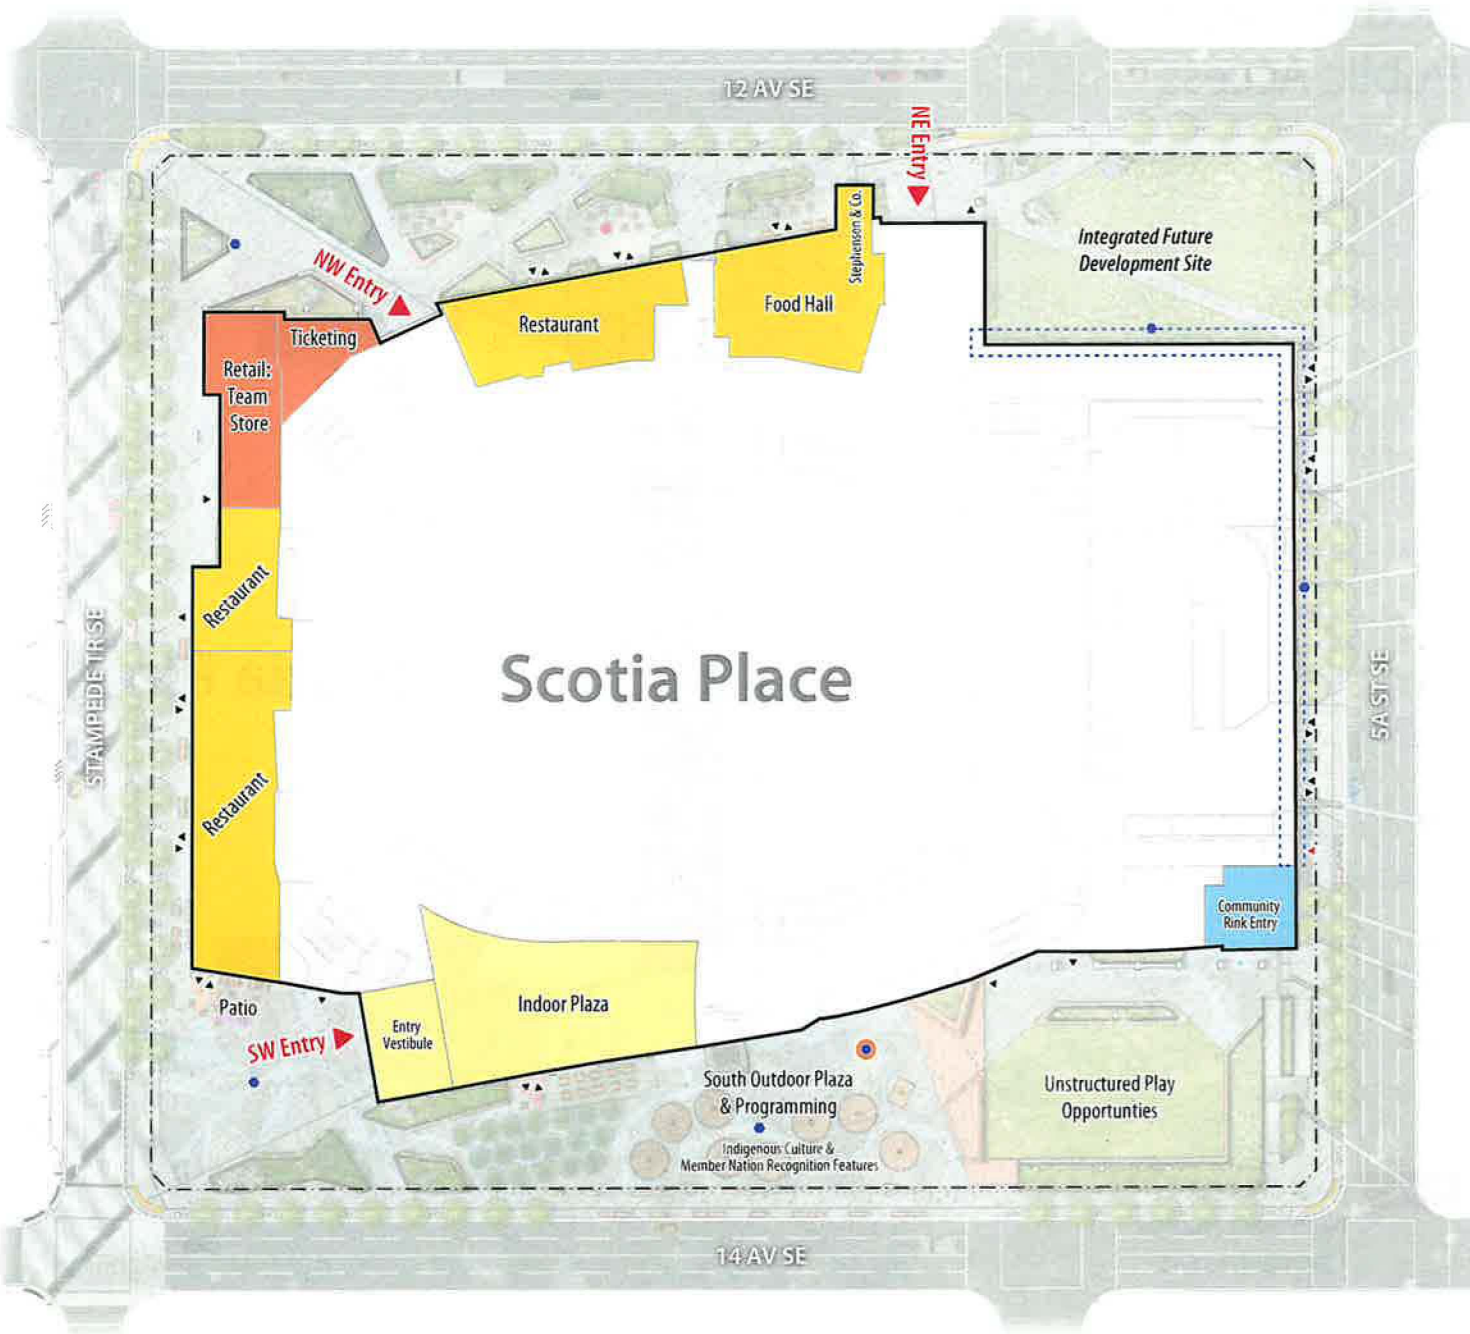 12 AV SE
NE Entry
Stephenson & Co.
Integrated Future
Development Site
NW Entry
Food Hall
Restaurant
Ticketing
Retail:
Team
Store
Restaurant
STAMPEDE TR SE
Scotia Place
5A ST SE
Restaurant
Community
Rink Entry
Patio
Indoor Plaza
Entry
Vestibule
SW Entry
South Outdoor Plaza
& Programming
Unstructured Play
Opportunties
Indigenous Culture &
Member Nation Recognition Features
14 AV SE